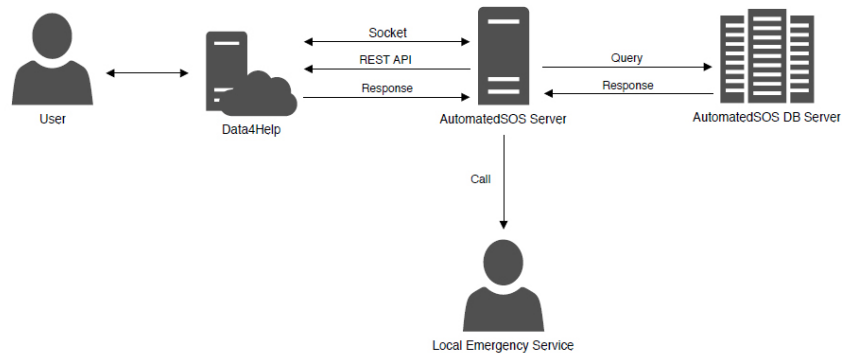 Socket
REST API
Response
Query
Response
User
Data4Help
AutomatedSOS Server
AutomatedSOS DB Server
Call
Local Emergency Service